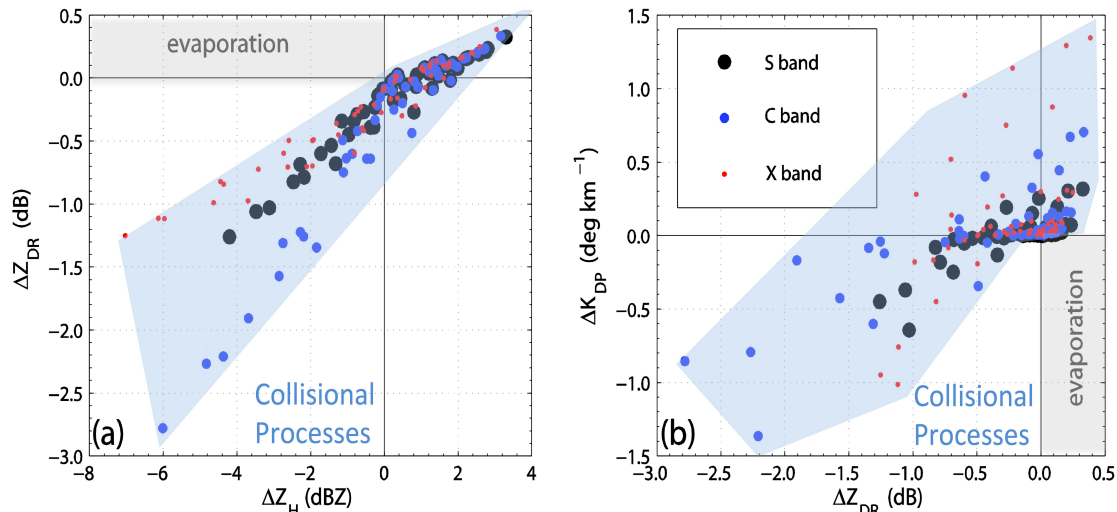 evaporation
0.5
0.0
−0.5
−1.0
−1.5
−2.0
−2.5
−3.0
ΔZDR (dB)
Collisional
Processes
(a)
−8 −6 −4 −2 0 2 4
ΔZH (dBZ)
1.5
1.0
0.5
0.0
−0.5
−1.0
−1.5
ΔKDP (deg km−1)
S band
C band
X band
evaporation
Collisional
Processes
(b)
−3.0 −2.5 −2.0 −1.5 −1.0 −0.5 0.0 0.5
ΔZDR (dB)